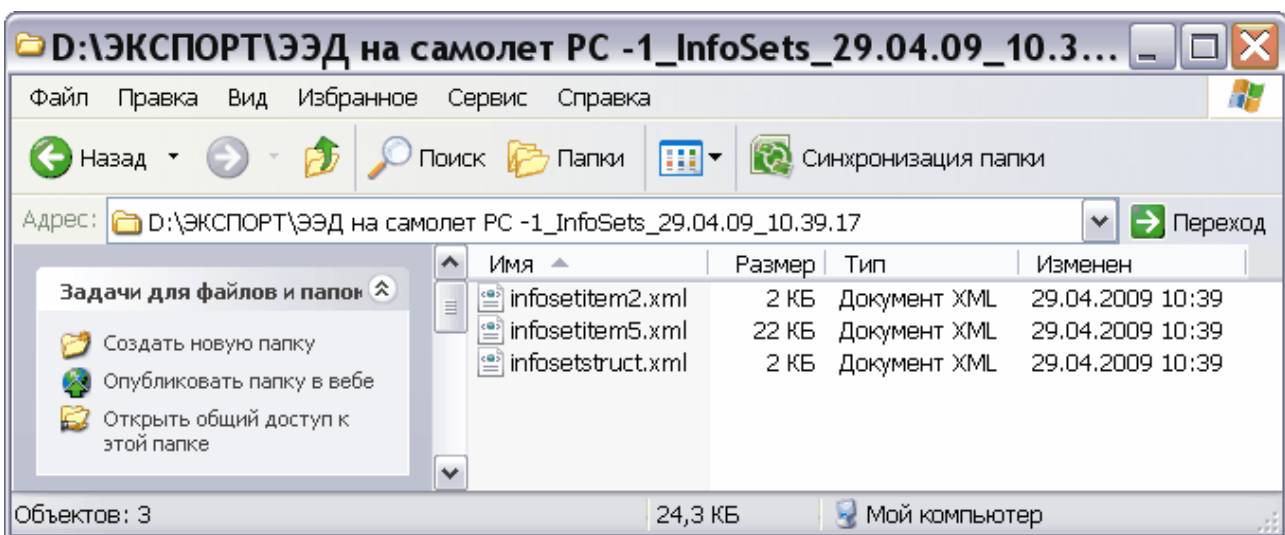 D:\ЭКСПОРТ\ЭЭД на самолет РС -1_InfoSets_29.04.09_10.3...
Файл Правка Вид Избранное Сервис Справка
Назад Поиск Папки Синхронизация папки
Адрес: D:\ЭКСПОРТ\ЭЭД на самолет РС -1_InfoSets_29.04.09_10.39.17 Переход
Имя Размер Тип Изменен
Задачи для файлов и папок
infosetitem2.xml 2 КБ Документ XML 29.04.2009 10:39
infosetitem5.xml 22 КБ Документ XML 29.04.2009 10:39
infosetstruct.xml 2 КБ Документ XML 29.04.2009 10:39
Создать новую папку
Опубликовать папку в вебе
Открыть общий доступ к
этой папке
Объектов: 3 24,3 КБ Мой компьютер